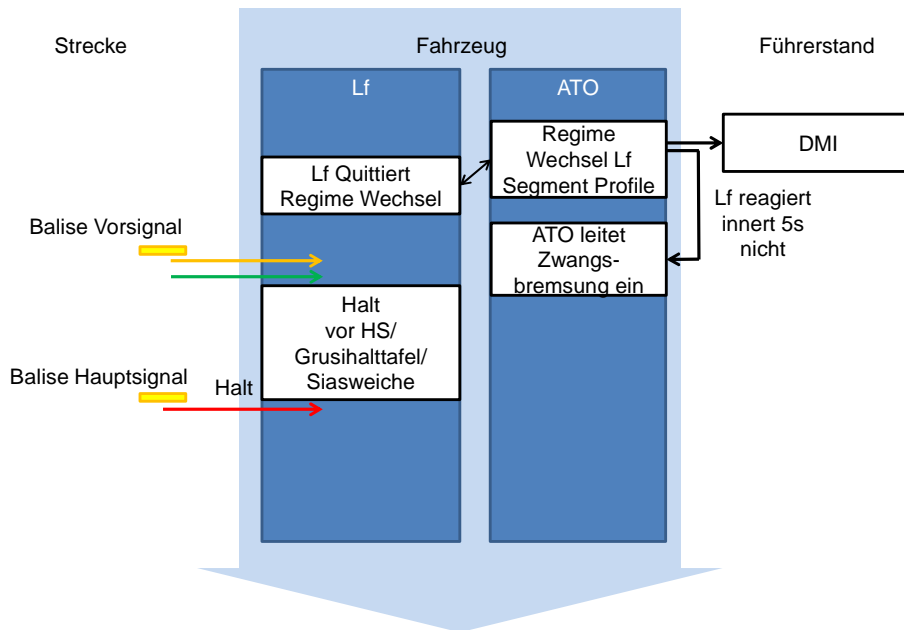 Strecke
Fahrzeug
Führerstand
Lf
ATO
Regime
Wechsel Lf
Segment Profile
DMI
Lf Quittiert
Regime Wechsel
Lf reagiert
innert 5s
nicht
Balise Vorsignal
ATO leitet
Zwangs-
bremsung ein
Halt
vor HS/
Grusihalttafel/
Siasweiche
Balise Hauptsignal
Halt